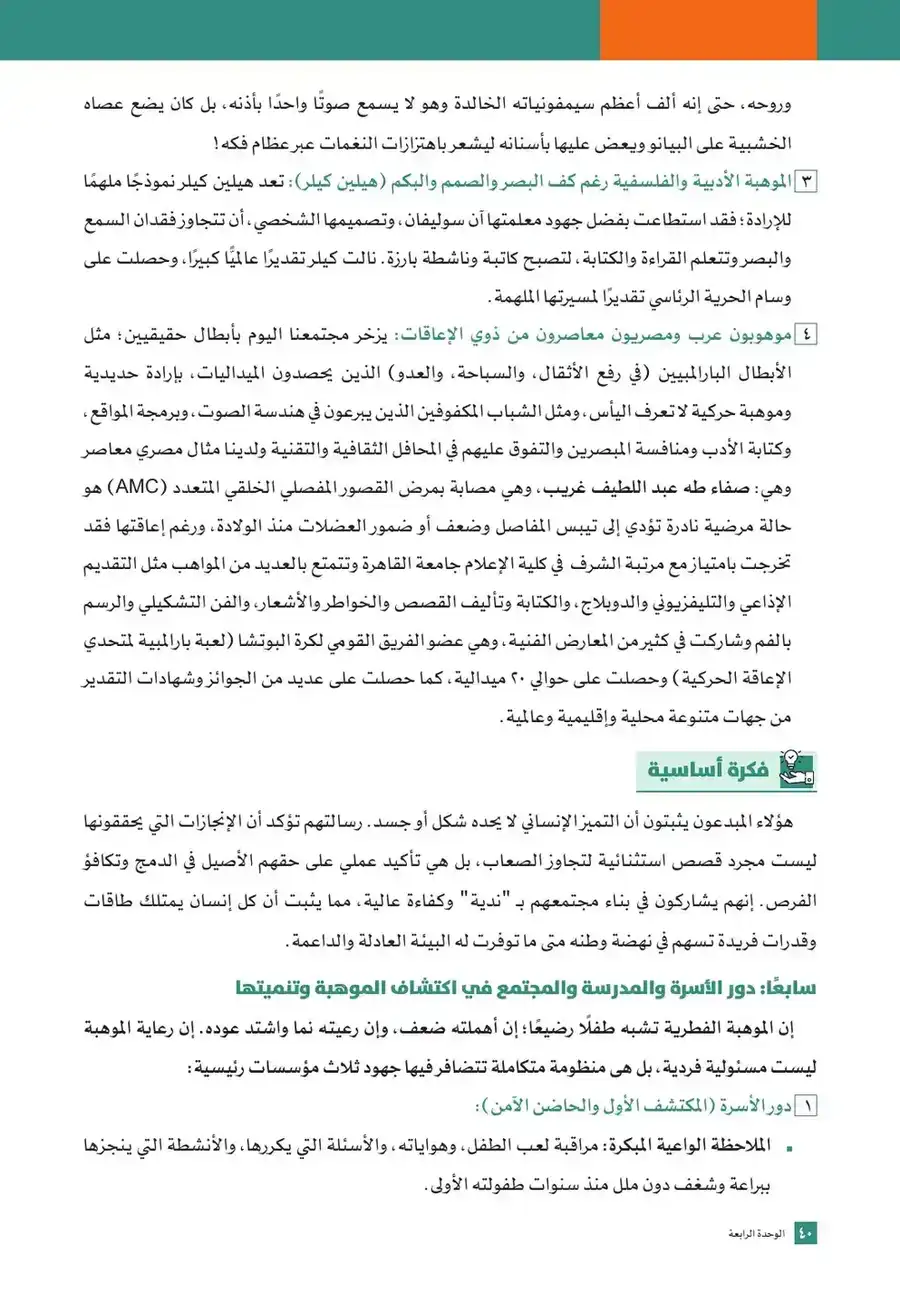 وروحه، حتى إنه ألف أعظم سيمفونياته الخالدة وهو لا يسمع صوتًا واحدًا بأذنه، بل كان يضع عصاه
الخشبية على البيانو ويعض عليها بأسنانه ليشعر باهتزازات النغمات عبر عظام فكه!
٣ الموهبة الأدبية والفلسفية رغم كف البصر والصمم والبكم (هيلين كيلر): تعد هيلين كيلر نموذجًا ملهمًا
للإرادة؛ فقد استطاعت بفضل جهود معلمتها آن سوليفان، وتصميمها الشخصي، أن تتجاوز فقدان السمع
والبصر وتتعلم القراءة والكتابة، لتصبح كاتبة وناشطة بارزة. نالت كيلر تقديرًا عالميًّا كبيرًا، وحصلت على
وسام الحرية الرئاسي تقديرًا لمسيرتها الملهمة.
٤ موهوبون عرب ومصريون معاصرون من ذوي الإعاقات: يزخر مجتمعنا اليوم بأبطال حقيقيين؛ مثل
الأبطال البارالمبيين (في رفع الأثقال، والسباحة، والعدو) الذين يحصدون الميداليات، بإرادة حديدية
وموهبة حركية لا تعرف اليأس، ومثل الشباب المكفوفين الذين يبرعون في هندسة الصوت، وبرمجة المواقع،
وكتابة الأدب ومنافسة المبصرين والتفوق عليهم في المحافل الثقافية والتقنية ولدينا مثال مصري معاصر
وهي: صفاء طه عبد اللطيف غريب، وهي مصابة بمرض القصور المفصلي الخلقي المتعدد (AMC) هو
حالة مرضية نادرة تؤدي إلى تيبس المفاصل وضعف أو ضمور العضلات منذ الولادة، ورغم إعاقتها فقد
تخرجت بامتياز مع مرتبة الشرف في كلية الإعلام جامعة القاهرة وتتمتع بالعديد من المواهب مثل التقديم
الإذاعي والتليفزيوني والدوبلاج، والكتابة وتأليف القصص والخواطر والأشعار، والفن التشكيلي والرسم
بالفم وشاركت في كثير من المعارض الفنية، وهي عضو الفريق القومي لكرة البوتشا (لعبة بارالمبية لمتحدي
الإعاقة الحركية) وحصلت على حوالي ٢٠ ميدالية، كما حصلت على عديد من الجوائز وشهادات التقدير
من جهات متنوعة محلية وإقليمية وعالمية.
فكرة أساسية
هؤلاء المبدعون يثبتون أن التميز الإنساني لا يحده شكل أو جسد. رسالتهم تؤكد أن الإنجازات التي يحققونها
ليست مجرد قصص استثنائية لتجاوز الصعاب، بل هي تأكيد عملي على حقهم الأصيل في الدمج وتكافؤ
الفرص. إنهم يشاركون في بناء مجتمعهم بـ "ندية" وكفاءة عالية، مما يثبت أن كل إنسان يمتلك طاقات
وقدرات فريدة تسهم في نهضة وطنه متى ما توفرت له البيئة العادلة والداعمة.
سابعًا: دور الأسرة والمدرسة والمجتمع في اكتشاف الموهبة وتنميتها
إن الموهبة الفطرية تشبه طفلًا رضيعًا؛ إن أهملته ضعف، وإن رعيته نما واشتد عوده. إن رعاية الموهبة
ليست مسئولية فردية، بل هى منظومة متكاملة تتضافر فيها جهود ثلاث مؤسسات رئيسية:
١ دور الأسرة (المكتشف الأول والحاضن الآمن):
▪ الملاحظة الواعية المبكرة: مراقبة لعب الطفل، وهواياته، والأسئلة التي يكررها، والأنشطة التي ينجزها
ببراعة وشغف دون ملل منذ سنوات طفولته الأولى.
٤٠ الوحدة الرابعة